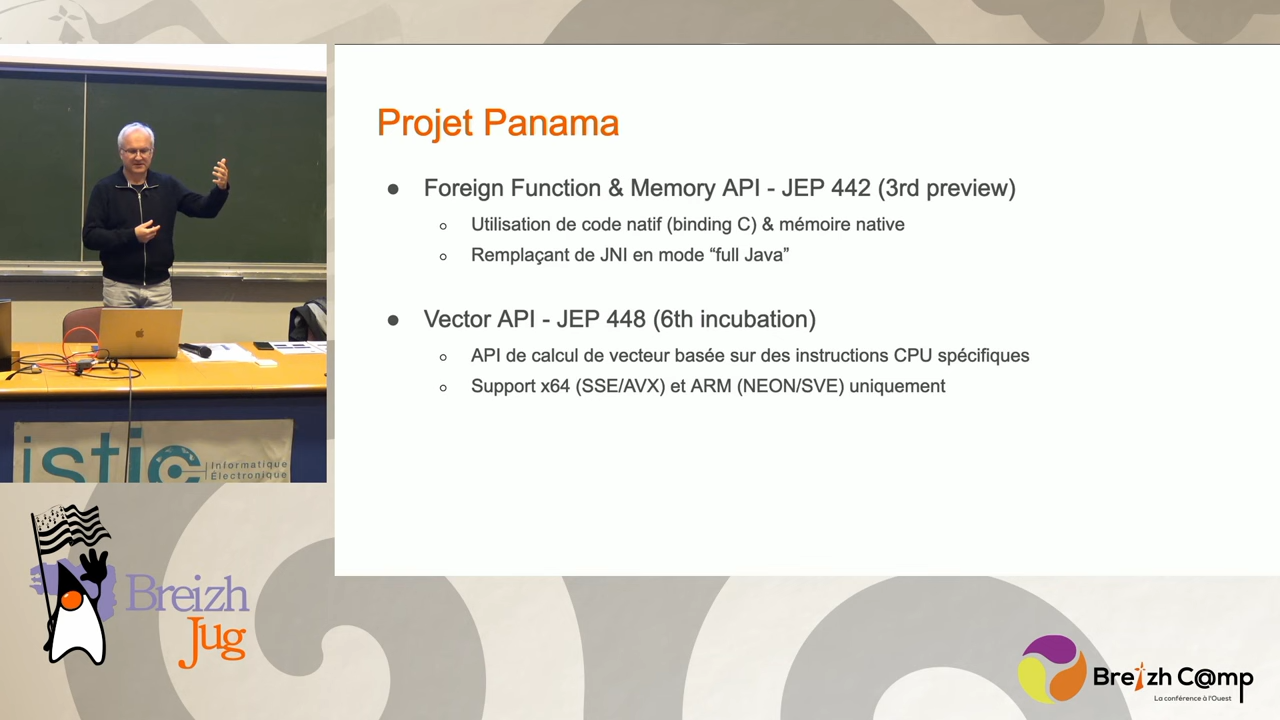 Projet Panama
● Foreign Function & Memory API - JEP 442 (3rd preview)
○ Utilisation de code natif (binding C) & mémoire native
○ Remplaçant de JNI en mode “full Java”
● Vector API - JEP 448 (6th incubation)
○ API de calcul de vecteur basée sur des instructions CPU spécifiques
○ Support x64 (SSE/AVX) et ARM (NEON/SVE) uniquement
istic
Informatique
Électronique
Breizh
Jug
Breizh C@mp
La conférence à l'Ouest